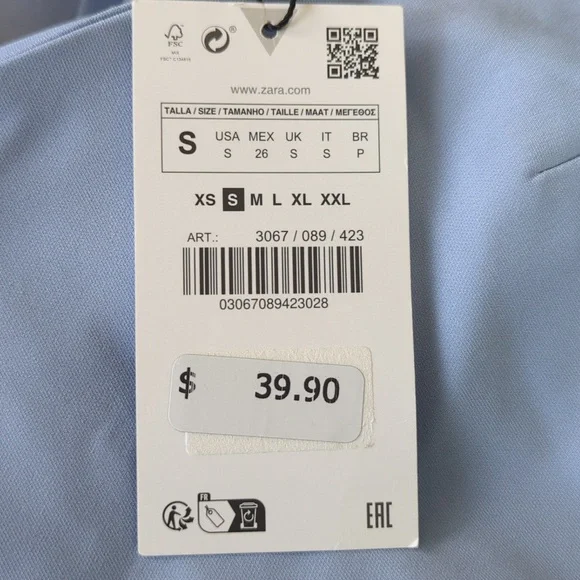 FSC
www.zara.com
TALLA / SIZE / TAMANHO / TAILLE / MAAT / ΜΕΓΕΘΟΣ
S USA MEX UK IT BR
S 26 S S P
XS S M L XL XXL
ART.: 3067 / 089 / 423
03067089423028
$ 39.90
FR
EAC